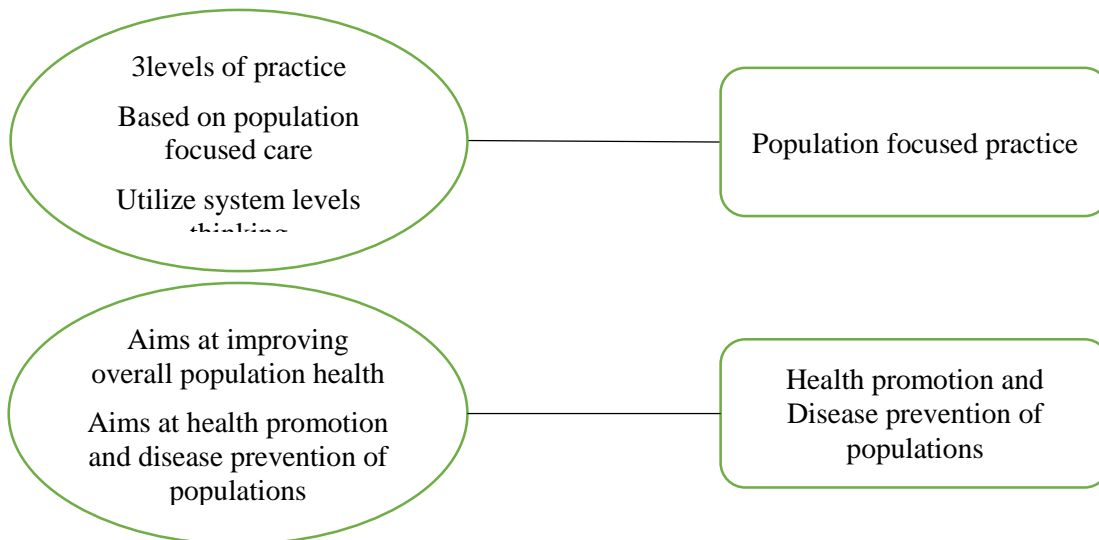 3levels of practice
Based on population
focused care
Utilize system levels
thinking
Population focused practice
Aims at improving
overall population health
Aims at health promotion
and disease prevention of
populations
Health promotion and
Disease prevention of
populations